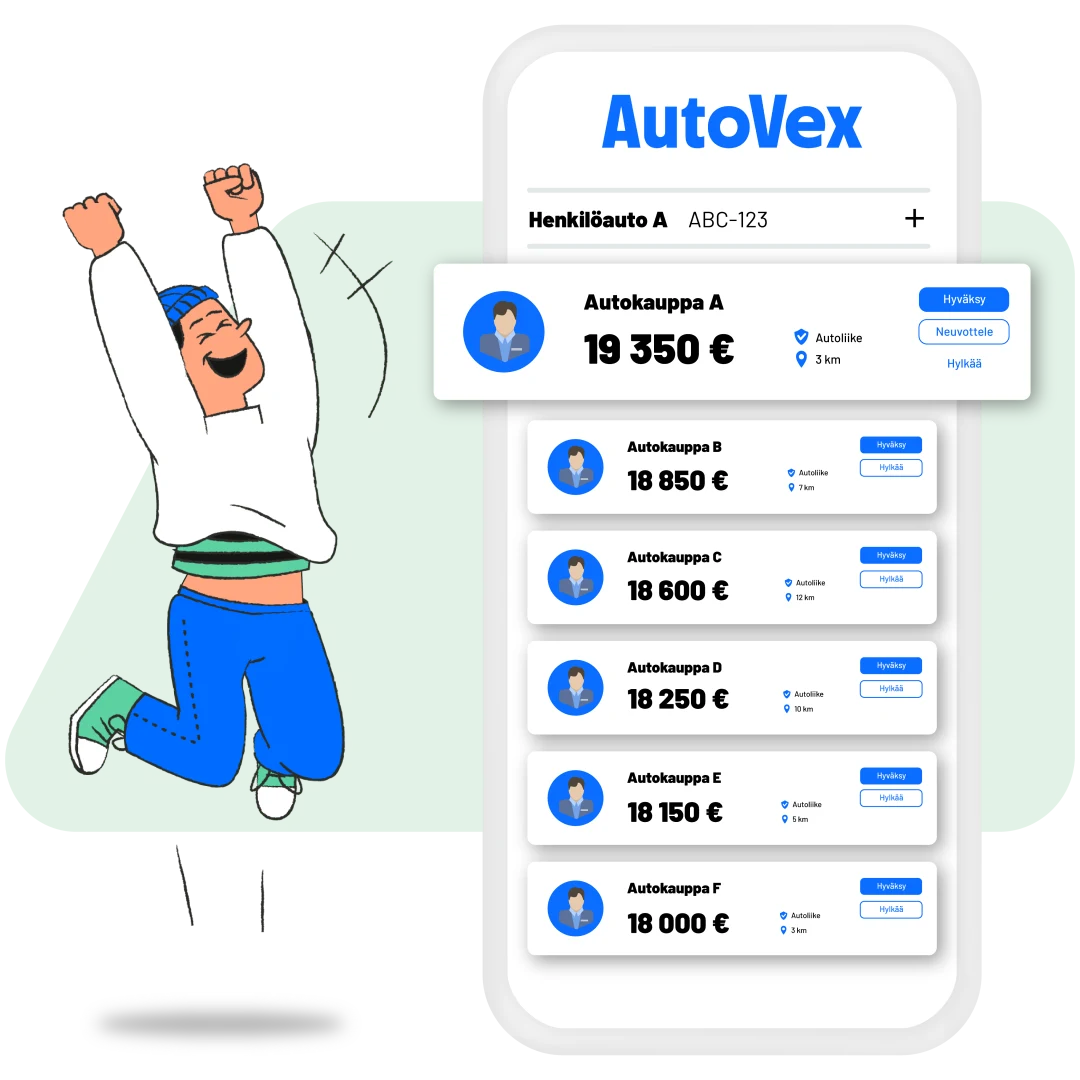 AutoVex
Henkilöauto A ABC-123 +
Autokauppa A
19 350 €
Autoliike
3 km
Hyväksy
Neuvottele
Hylkää
Autokauppa B
18 850 €
Autoliike
7 km
Hyväksy
Hylkää
Autokauppa C
18 600 €
Autoliike
12 km
Hyväksy
Hylkää
Autokauppa D
18 250 €
Autoliike
10 km
Hyväksy
Hylkää
Autokauppa E
18 150 €
Autoliike
5 km
Hyväksy
Hylkää
Autokauppa F
18 000 €
Autoliike
3 km
Hyväksy
Hylkää